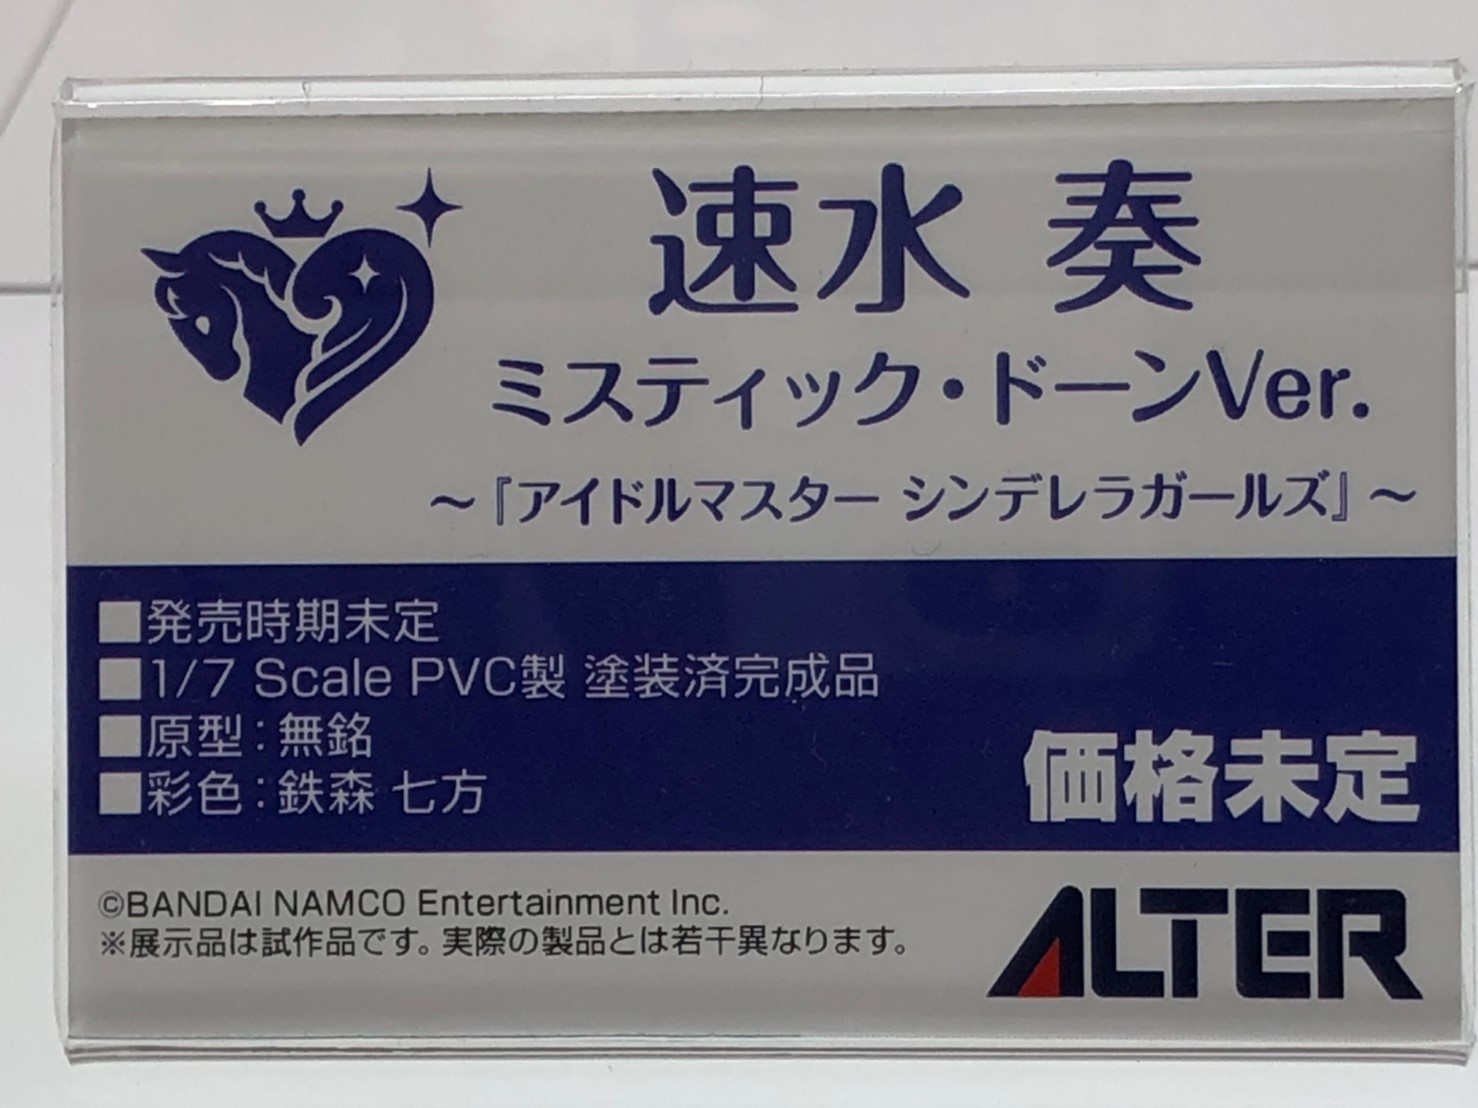 速水 奏
ミスティック・ドーンVer.
～『アイドルマスター シンデレラガールズ』～
■発売時期未定
■1/7 Scale PVC製 塗装済完成品
■原型：無銘
■彩色：鉄森 七方
価格未定
©BANDAI NAMCO Entertainment Inc.
※展示品は試作品です。実際の製品とは若干異なります。
ALTER